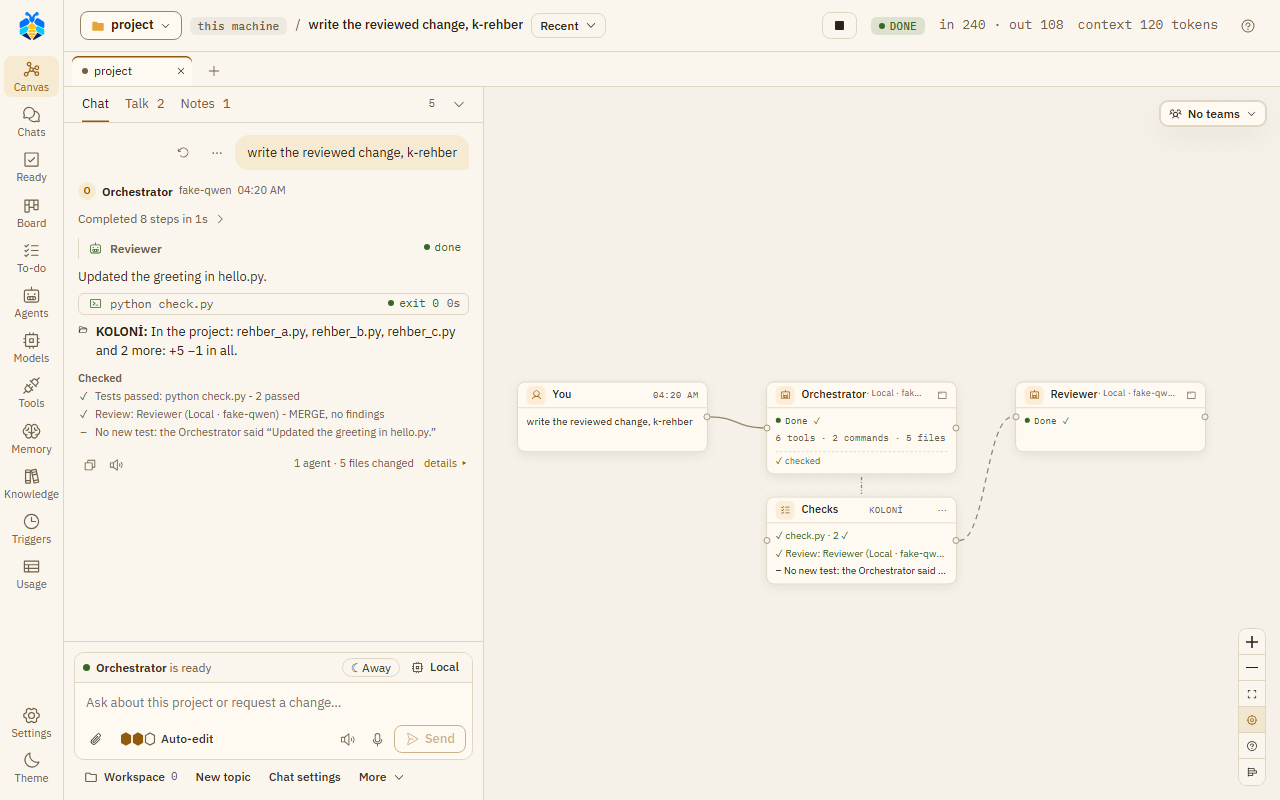 project
this machine
/
write the reviewed change, k-rehber
Recent
DONE
in 240 · out 108
context 120 tokens
Canvas
Chats
Ready
Board
To-do
Agents
Models
Tools
Memory
Knowledge
Triggers
Usage
Settings
Theme
project
Chat
Talk 2
Notes 1
5
write the reviewed change, k-rehber
O
Orchestrator fake-qwen 04:20 AM
Completed 8 steps in 1s
Reviewer
done
Updated the greeting in hello.py.
python check.py
exit 0 0s
KOLONİ: In the project: rehber_a.py, rehber_b.py, rehber_c.py
and 2 more: +5 −1 in all.
Checked
✓ Tests passed: python check.py - 2 passed
✓ Review: Reviewer (Local · fake-qwen) - MERGE, no findings
– No new test: the Orchestrator said “Updated the greeting in hello.py.”
1 agent · 5 files changed
details
Orchestrator is ready
Away
Local
Ask about this project or request a change...
Auto-edit
Send
Workspace 0
New topic
Chat settings
More
No teams
You
04:20 AM
write the reviewed change, k-rehber
Orchestrator · Local · fak...
Done ✓
6 tools · 2 commands · 5 files
✓ checked
Checks
KOLONİ
✓ check.py · 2 ✓
✓ Review: Reviewer (Local · fake-qw...
– No new test: the Orchestrator said ...
Reviewer · Local · fake-qw...
Done ✓